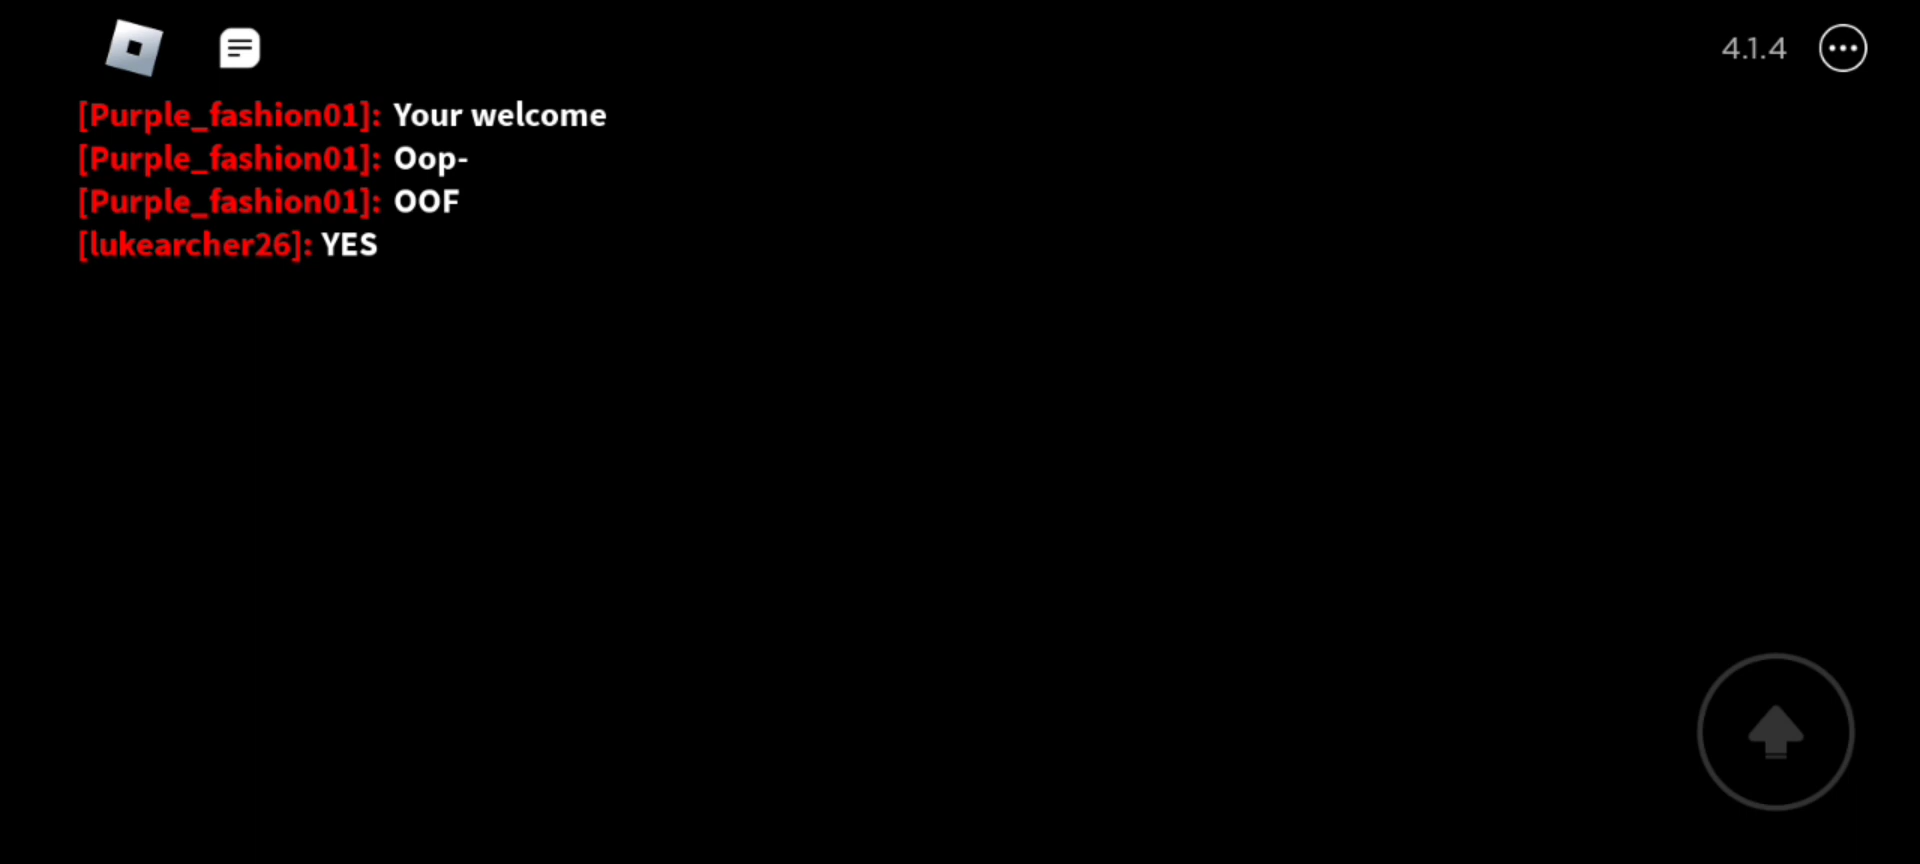 4.1.4
[Purple_fashion01]: Your welcome
[Purple_fashion01]: Oop-
[Purple_fashion01]: OOF
[lukearcher26]: YES